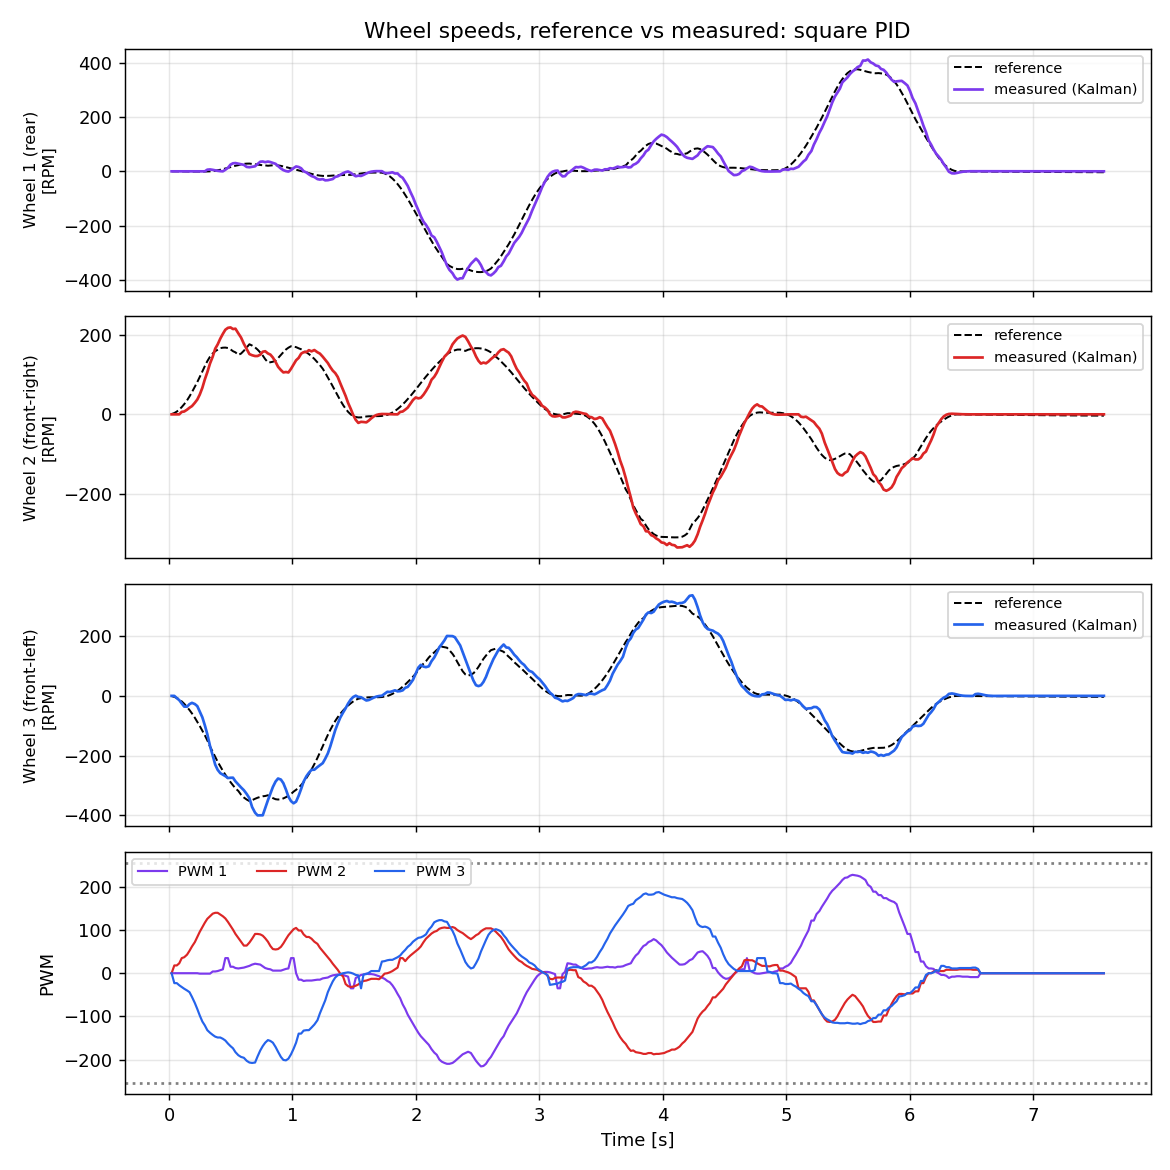 Wheel speeds, reference vs measured: square PID
Wheel 1 (rear)
[RPM]
400
200
0
−200
−400
reference
measured (Kalman)
Wheel 2 (front-right)
[RPM]
200
0
−200
reference
measured (Kalman)
Wheel 3 (front-left)
[RPM]
200
0
−200
−400
reference
measured (Kalman)
PWM
200
100
0
−100
−200
PWM 1 PWM 2 PWM 3
0 1 2 3 4 5 6 7
Time [s]